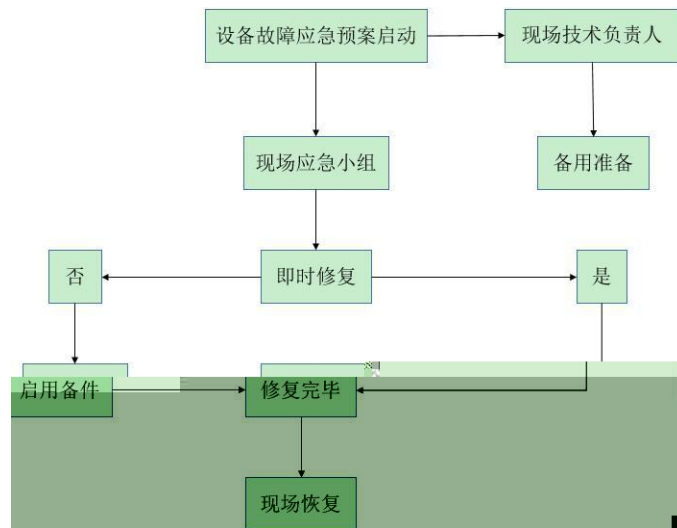 设备故障应急预案启动
现场技术负责人
现场应急小组
备用准备
否
即时修复
是
启用备件
修复完毕
现场恢复